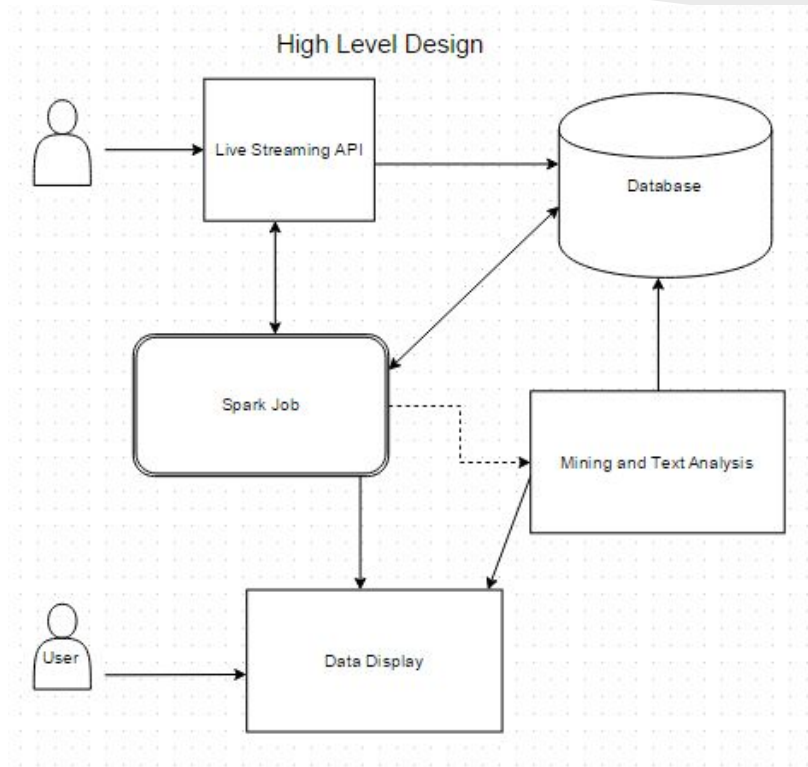 High Level Design
Live Streaming API
Database
Spark Job
Mining and Text Analysis
User
Data Display